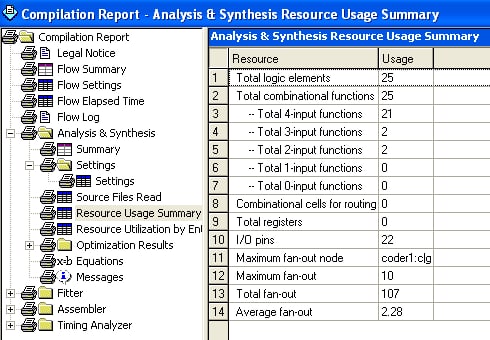 Compilation Report - Analysis & Synthesis Resource Usage Summary
Compilation Report
Legal Notice
Flow Summary
Flow Settings
Flow Elapsed Time
Flow Log
Analysis & Synthesis
Summary
Settings
Settings
Source Files Read
Resource Usage Summary
Resource Utilization by Ent
Optimization Results
x-b Equations
Messages
Fitter
Assembler
Timing Analyzer
Analysis & Synthesis Resource Usage Summary
Resource Usage
1 Total logic elements 25
2 Total combinational functions 25
3 -- Total 4-input functions 21
4 -- Total 3-input functions 2
5 -- Total 2-input functions 2
6 -- Total 1-input functions 0
7 -- Total 0-input functions 0
8 Combinational cells for routing 0
9 Total registers 0
10 I/O pins 22
11 Maximum fan-out node coder1:c|g
12 Maximum fan-out 10
13 Total fan-out 107
14 Average fan-out 2.28